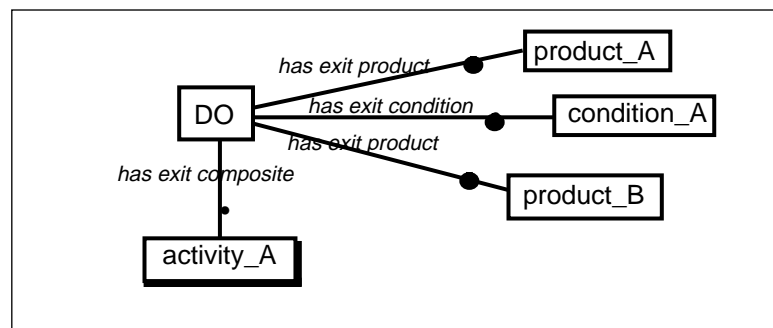 product_A
has exit product
has exit condition
condition_A
DO
has exit product
has exit composite
product_B
activity_A